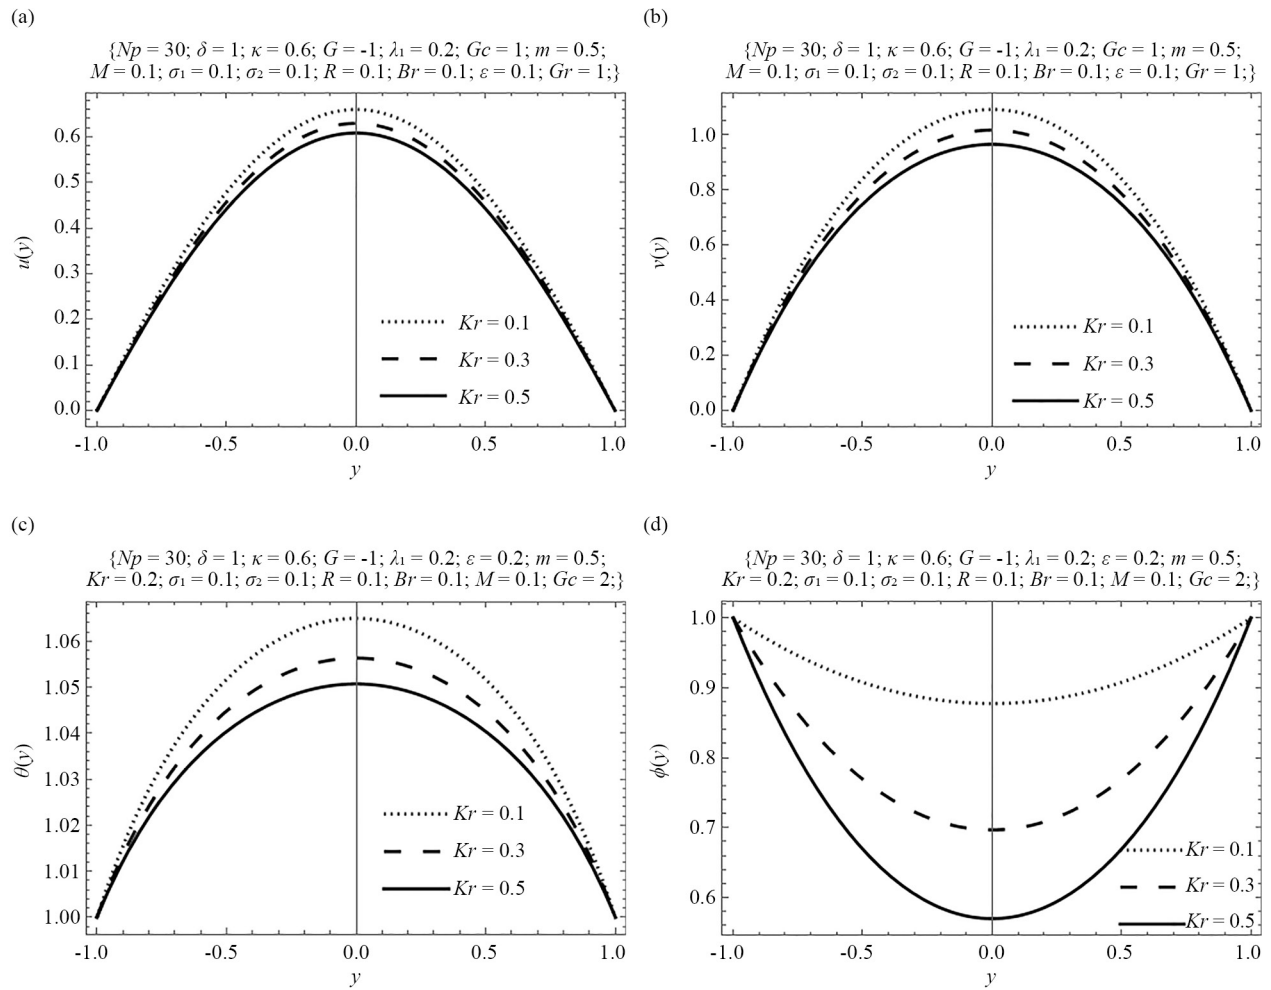 (a)
{Np = 30; δ = 1; κ = 0.6; G = -1; λ₁ = 0.2; Gc = 1; m = 0.5;
M = 0.1; σ₁ = 0.1; σ₂ = 0.1; R = 0.1; Br = 0.1; ε = 0.1; Gr = 1;}
0.6
0.5
0.4
0.3
0.2
0.1
0.0
u(y)
Kr = 0.1
Kr = 0.3
Kr = 0.5
-1.0 -0.5 0.0 0.5 1.0
y
(b)
{Np = 30; δ = 1; κ = 0.6; G = -1; λ₁ = 0.2; Gc = 1; m = 0.5;
M = 0.1; σ₁ = 0.1; σ₂ = 0.1; R = 0.1; Br = 0.1; ε = 0.1; Gr = 1;}
1.0
0.8
0.6
0.4
0.2
0.0
v(y)
Kr = 0.1
Kr = 0.3
Kr = 0.5
-1.0 -0.5 0.0 0.5 1.0
y
(c)
{Np = 30; δ = 1; κ = 0.6; G = -1; λ₁ = 0.2; ε = 0.2; m = 0.5;
Kr = 0.2; σ₁ = 0.1; σ₂ = 0.1; R = 0.1; Br = 0.1; M = 0.1; Gc = 2;}
1.06
1.05
1.04
1.03
1.02
1.01
1.00
θ(y)
Kr = 0.1
Kr = 0.3
Kr = 0.5
-1.0 -0.5 0.0 0.5 1.0
y
(d)
{Np = 30; δ = 1; κ = 0.6; G = -1; λ₁ = 0.2; ε = 0.2; m = 0.5;
Kr = 0.2; σ₁ = 0.1; σ₂ = 0.1; R = 0.1; Br = 0.1; M = 0.1; Gc = 2;}
1.0
0.9
0.8
0.7
0.6
ϕ(y)
Kr = 0.1
Kr = 0.3
Kr = 0.5
-1.0 -0.5 0.0 0.5 1.0
y